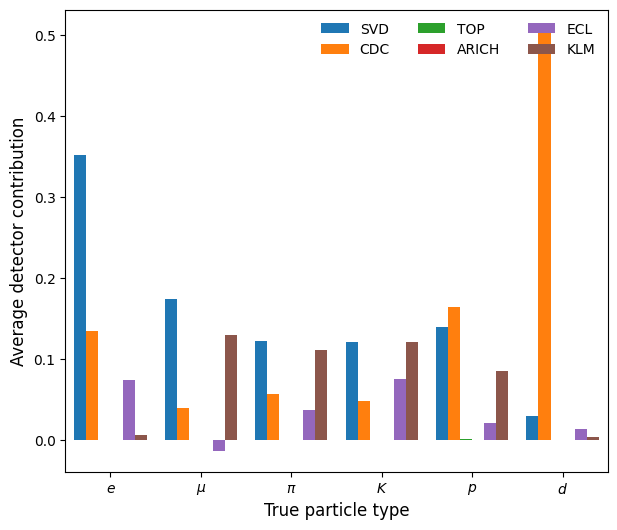 SVD TOP ECL
CDC ARICH KLM
Average detector contribution
0.5
0.4
0.3
0.2
0.1
0.0
e μ π K p d
True particle type